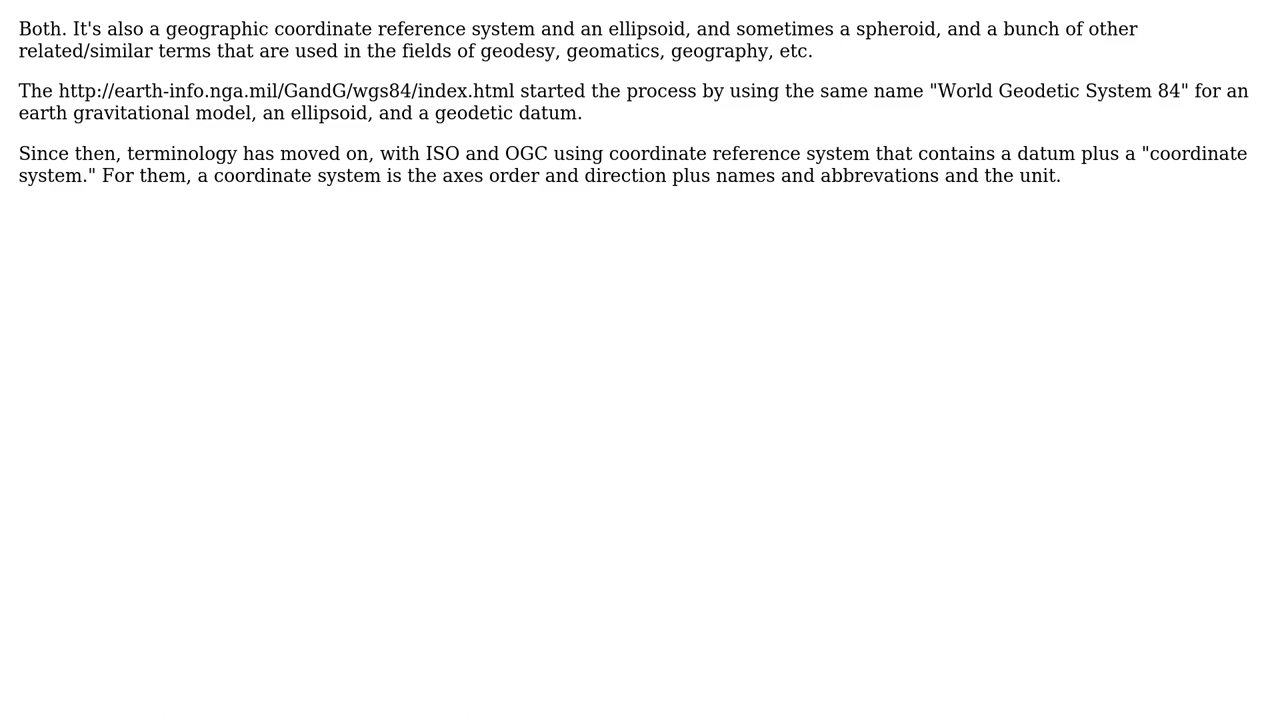 Both. It's also a geographic coordinate reference system and an ellipsoid, and sometimes a spheroid, and a bunch of other
related/similar terms that are used in the fields of geodesy, geomatics, geography, etc.
The http://earth-info.nga.mil/GandG/wgs84/index.html started the process by using the same name "World Geodetic System 84" for an
earth gravitational model, an ellipsoid, and a geodetic datum.
Since then, terminology has moved on, with ISO and OGC using coordinate reference system that contains a datum plus a "coordinate
system." For them, a coordinate system is the axes order and direction plus names and abbrevations and the unit.